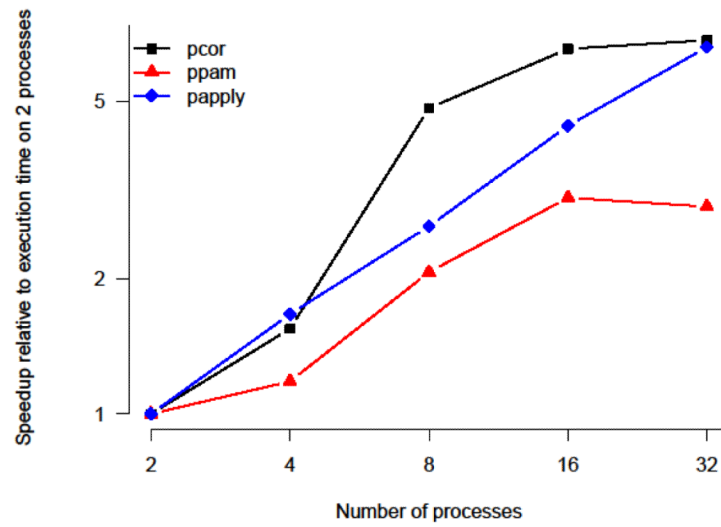 Speedup relative to execution time on 2 processes
pcor
ppam
papply
5
2
1
2 4 8 16 32
Number of processes